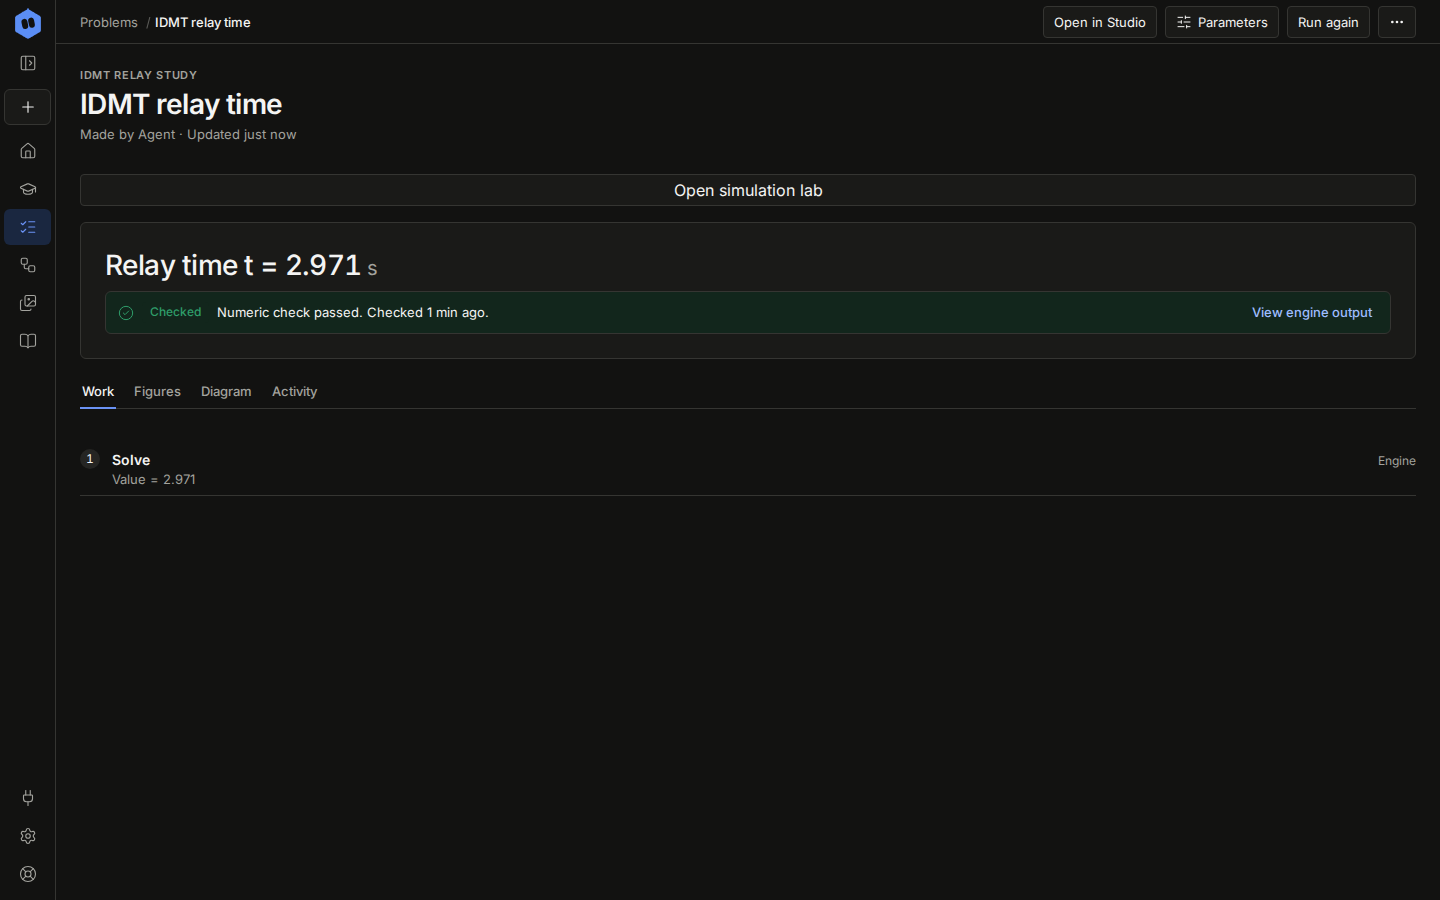 Problems / IDMT relay time
Open in Studio
Parameters
Run again
IDMT RELAY STUDY
IDMT relay time
Made by Agent · Updated just now
Open simulation lab
Relay time t = 2.971 s
Checked Numeric check passed. Checked 1 min ago.
View engine output
Work Figures Diagram Activity
1 Solve
Engine
Value = 2.971